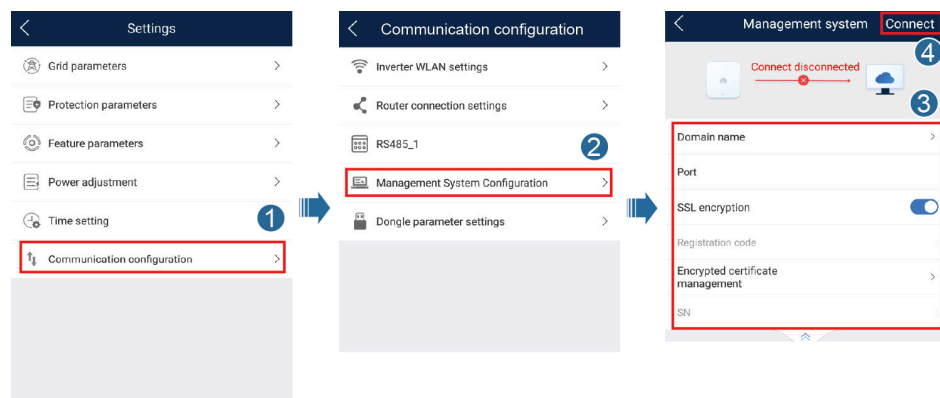 Settings
Grid parameters
Protection parameters
Feature parameters
Power adjustment
Time setting
1
Communication configuration
Communication configuration
Inverter WLAN settings
Router connection settings
RS485_1
2
Management System Configuration
Dongle parameter settings
Management system Connect
4
Connect disconnected
3
Domain name
Port
SSL encryption
Registration code
Encrypted certificate
management
SN